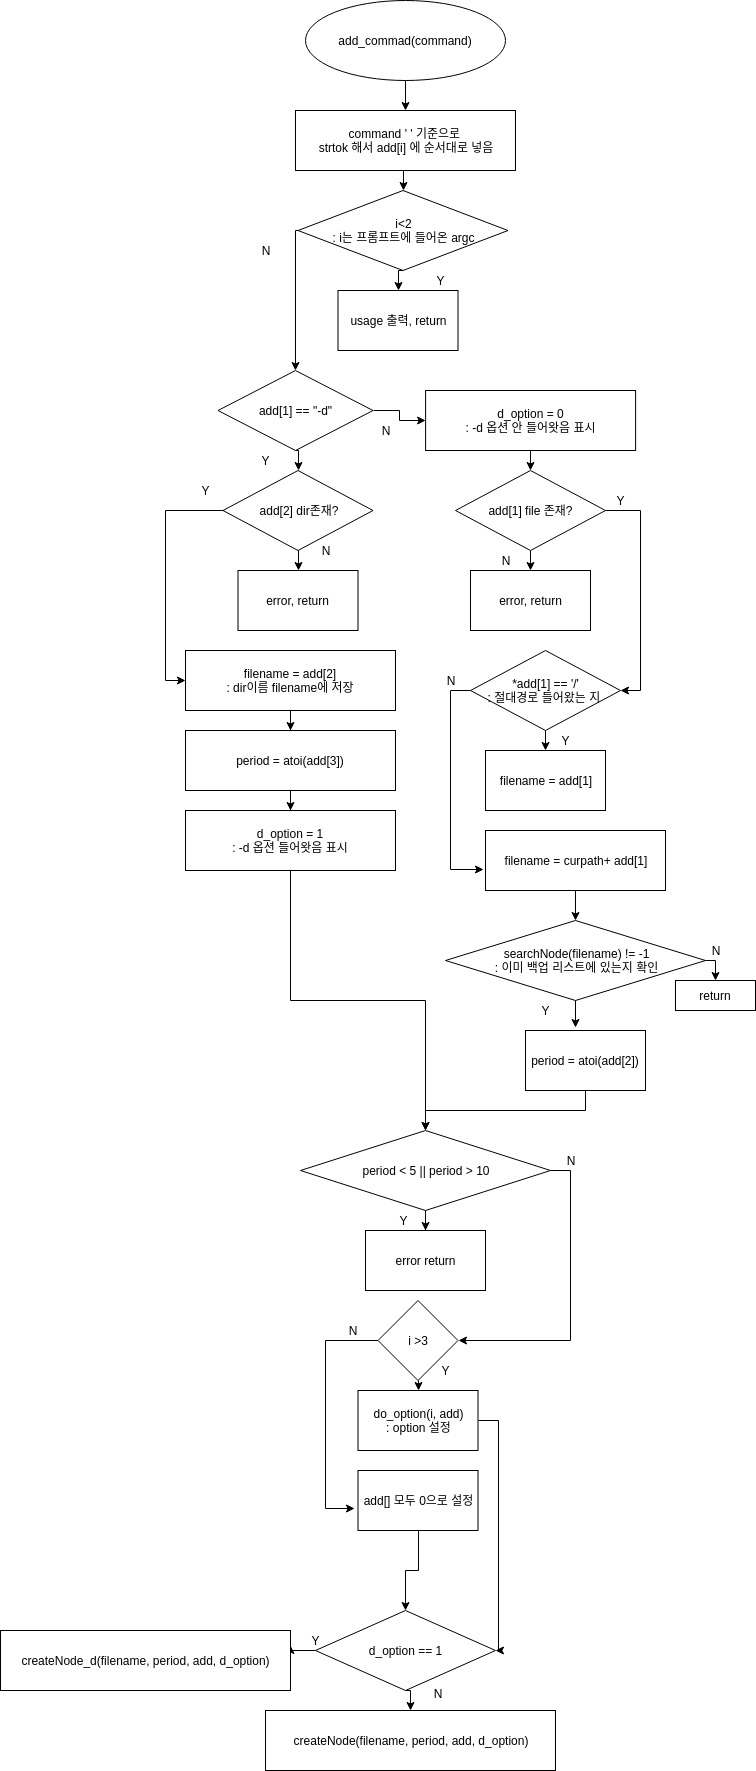 add_commad(command)
command ' ' 기준으로
strtok 해서 add[i] 에 순서대로 넣음
i<2
: i는 프롬프트에 들어온 argc
N
Y
usage 출력, return
add[1] == "-d"
N
d_option = 0
: -d 옵션 안 들어왓음 표시
Y
Y
add[2] dir존재?
add[1] file 존재?
Y
N
N
error, return
error, return
filename = add[2]
: dir이름 filename에 저장
N
*add[1] == '/'
: 절대경로 들어왔는 지
Y
period = atoi(add[3])
filename = add[1]
d_option = 1
: -d 옵션 들어왓음 표시
filename = curpath+ add[1]
searchNode(filename) != -1
: 이미 백업 리스트에 있는지 확인
N
return
Y
period = atoi(add[2])
period < 5 || period > 10
N
Y
error return
N
i >3
Y
do_option(i, add)
: option 설정
add[] 모두 0으로 설정
Y
d_option == 1
createNode_d(filename, period, add, d_option)
N
createNode(filename, period, add, d_option)